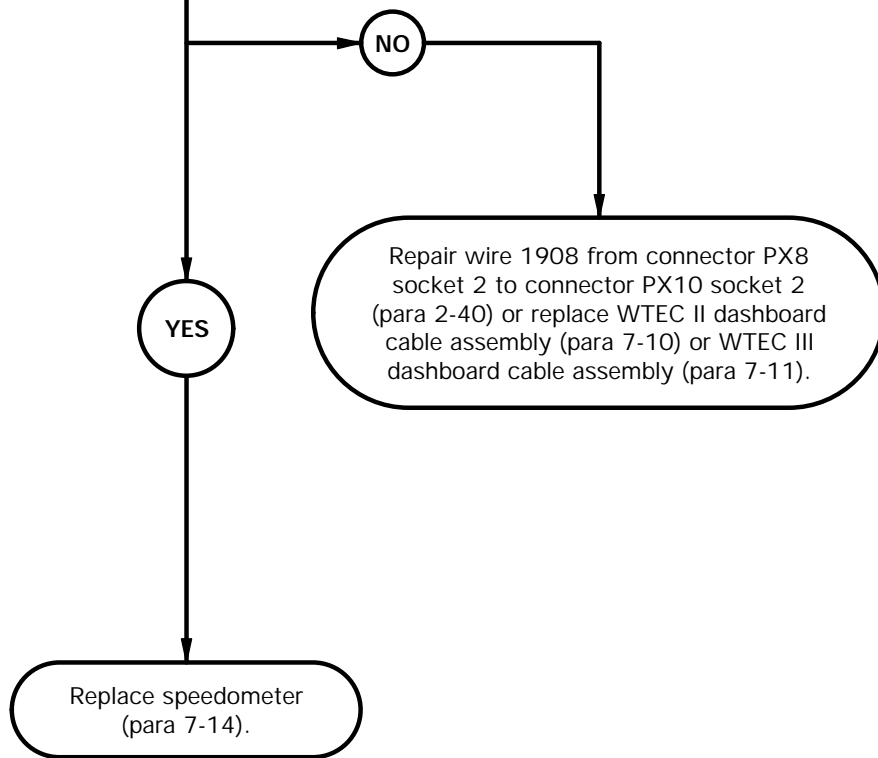 NO
Repair wire 1908 from connector PX8
socket 2 to connector PX10 socket 2
(para 2-40) or replace WTEC II dashboard
cable assembly (para 7-10) or WTEC III
dashboard cable assembly (para 7-11).
YES
Replace speedometer
(para 7-14).